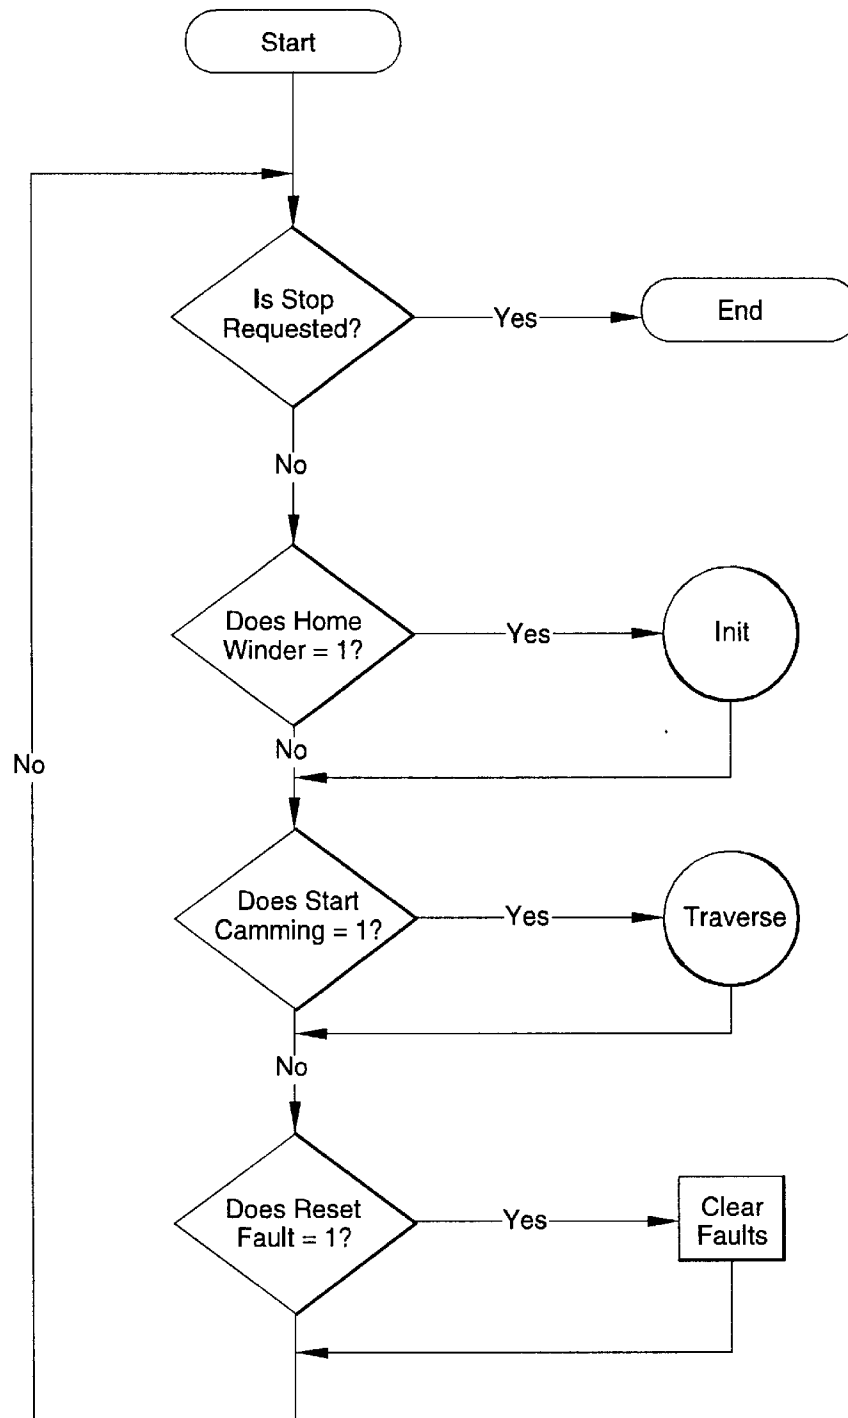 Start
Is Stop
Requested?
Yes
End
No
Does Home
Winder = 1?
Yes
Init
No
No
Does Start
Camming = 1?
Yes
Traverse
No
Does Reset
Fault = 1?
Yes
Clear
Faults